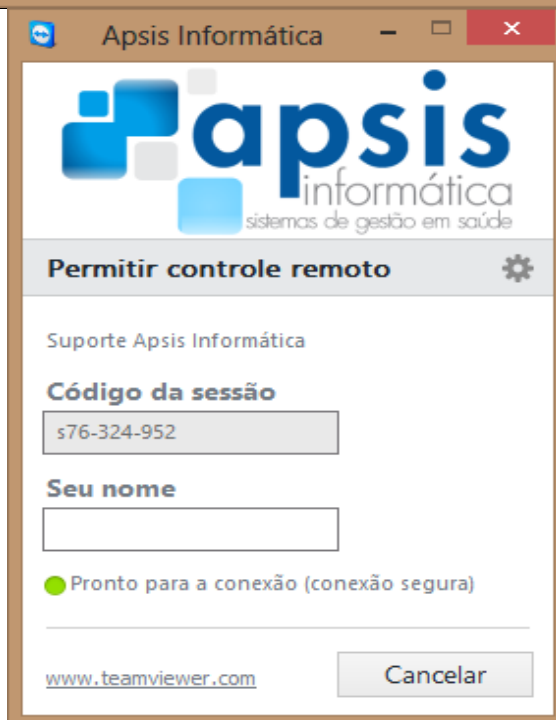 Apsis Informática
apsis
informática
sistemas de gestão em saúde
Permitir controle remoto
Suporte Apsis Informática
Código da sessão
s76-324-952
Seu nome
Pronto para a conexão (conexão segura)
www.teamviewer.com
Cancelar